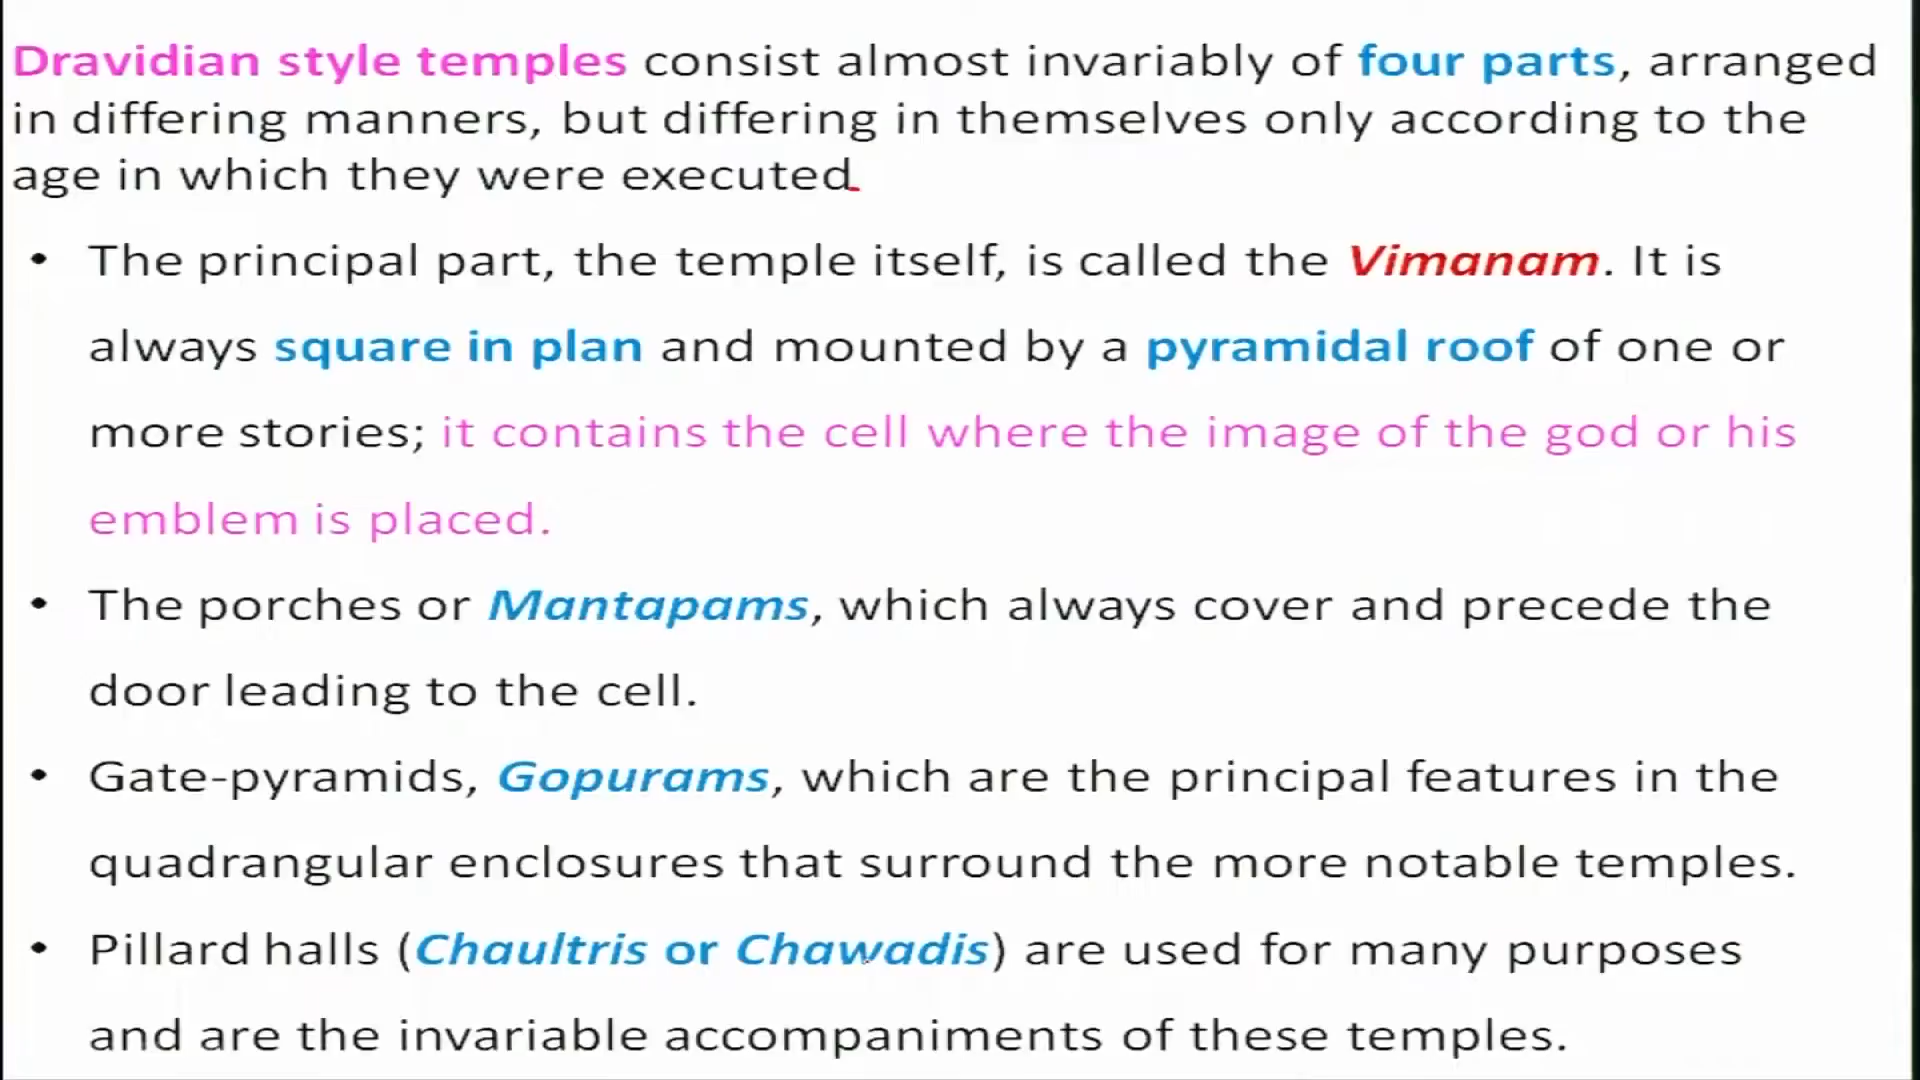 Dravidian style temples consist almost invariably of four parts, arranged
in differing manners, but differing in themselves only according to the
age in which they were executed.
• The principal part, the temple itself, is called the Vimanam. It is
always square in plan and mounted by a pyramidal roof of one or
more stories; it contains the cell where the image of the god or his
emblem is placed.
• The porches or Mantapams, which always cover and precede the
door leading to the cell.
• Gate-pyramids, Gopurams, which are the principal features in the
quadrangular enclosures that surround the more notable temples.
• Pillard halls (Chaultris or Chawadis) are used for many purposes
and are the invariable accompaniments of these temples.